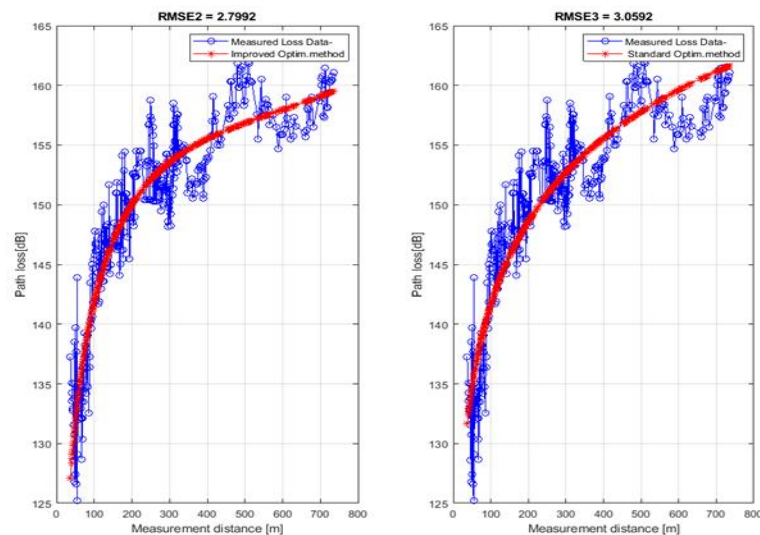 RMSE2 = 2.7992
165
160
155
150
145
140
135
130
125
Path loss[dB]
Measured Loss Data-
Improved Optim.method
0 100 200 300 400 500 600 700 800
Measurement distance [m]
RMSE3 = 3.0592
165
160
155
150
145
140
135
130
125
Path loss[dB]
Measured Loss Data-
Standard Optim.method
0 100 200 300 400 500 600 700 800
Measurement distance [m]